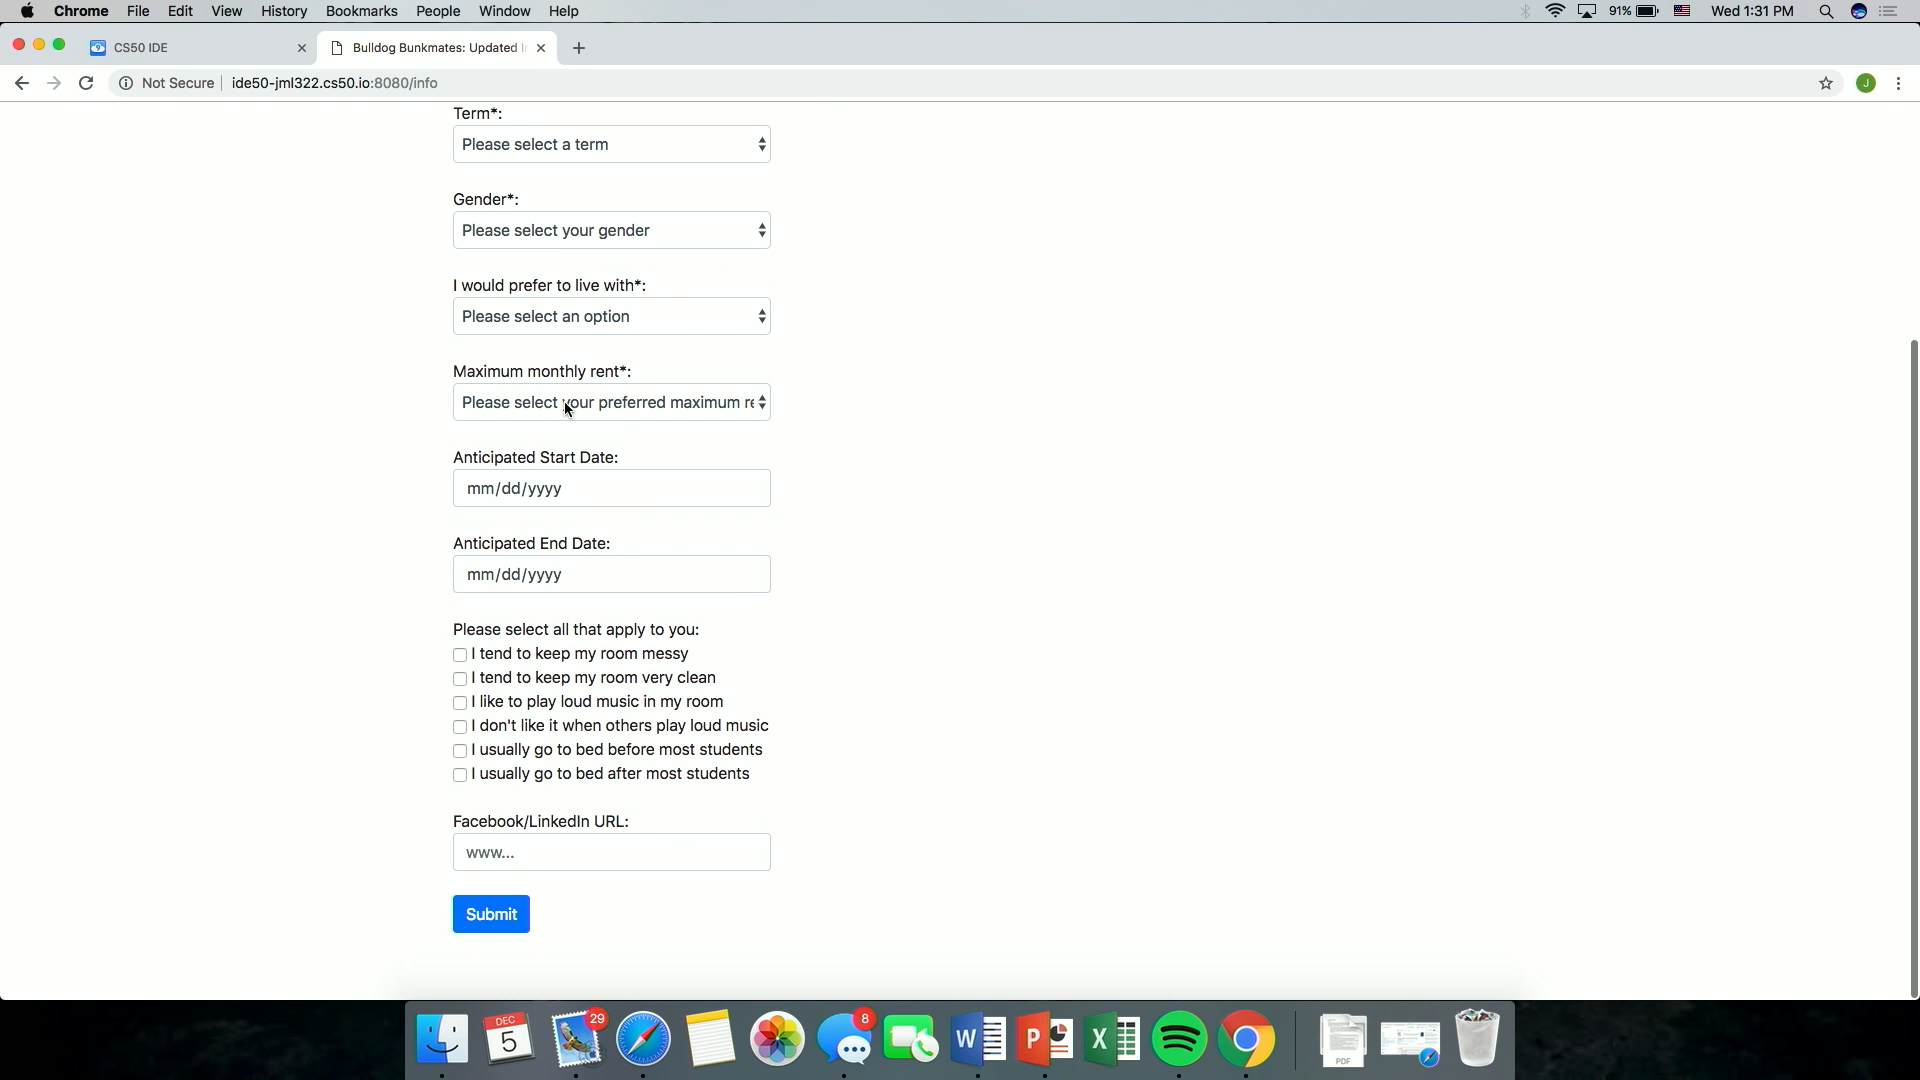 Chrome File Edit View History Bookmarks People Window Help 91% Wed 1:31 PM
CS50 IDE
Bulldog Bunkmates: Updated
Not Secure ide50-jml322.cs50.io:8080/info
J
Term*:
Please select a term
Gender*:
Please select your gender
I would prefer to live with*:
Please select an option
Maximum monthly rent*:
Please select your preferred maximum re
Anticipated Start Date:
mm/dd/yyyy
Anticipated End Date:
mm/dd/yyyy
Please select all that apply to you:
I tend to keep my room messy
I tend to keep my room very clean
I like to play loud music in my room
I don't like it when others play loud music
I usually go to bed before most students
I usually go to bed after most students
Facebook/LinkedIn URL:
www...
Submit
DEC
5
29
8
W
P
X
PDF